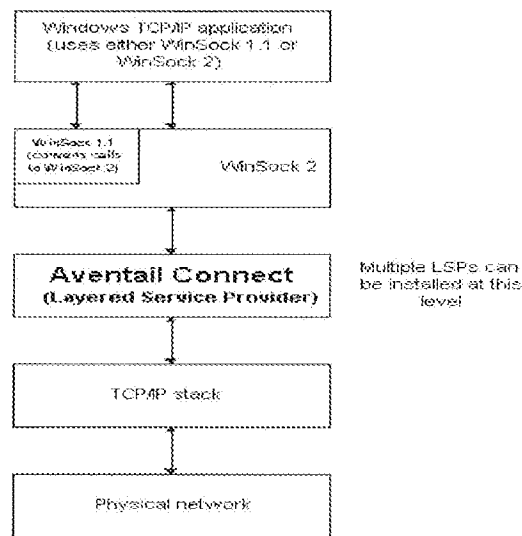 Windows TCP/IP application
(uses either WinSock 1.1 or
WinSock 2)
WinSock 1.1
(converts calls
to WinSock 2)
WinSock 2
Aventail Connect
(Layered Service Provider)
Multiple LSPs can
be installed at this
level
TCP/IP stack
Physical network